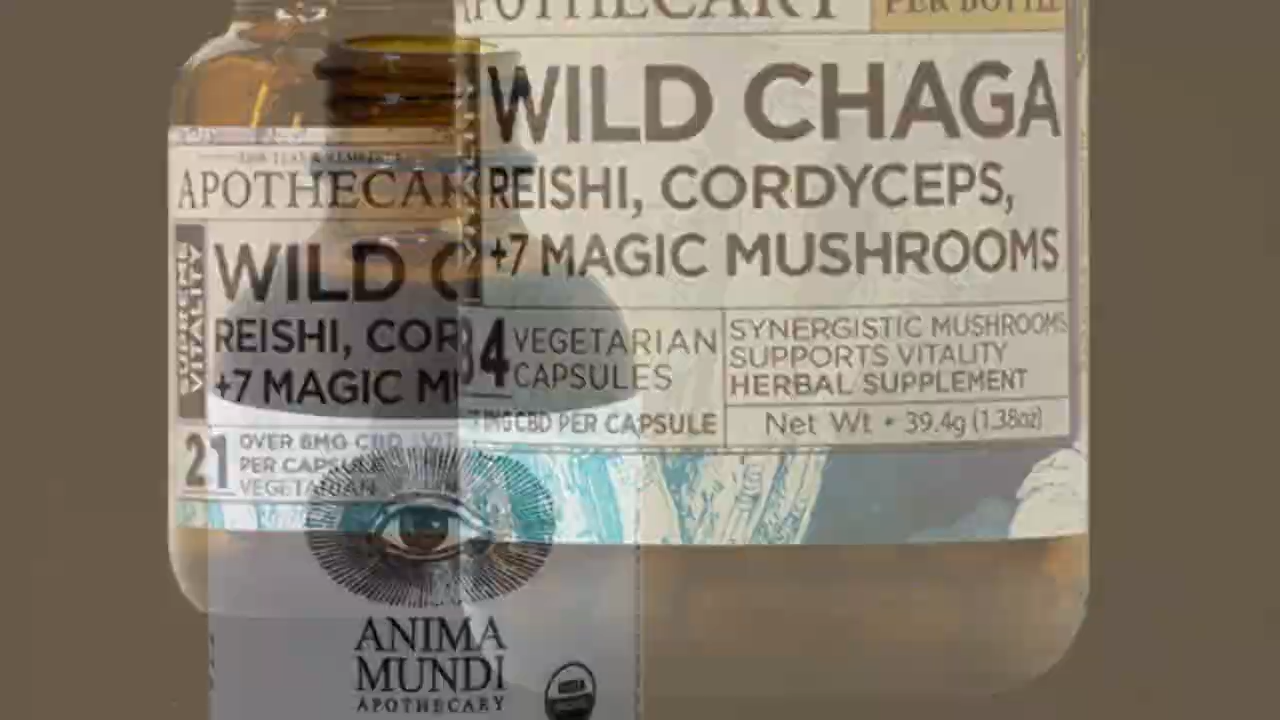 APOTHECARY
PER BOTTLE
WILD CHAGA
REISHI, CORDYCEPS,
+7 MAGIC MUSHROOMS
34 VEGETARIAN
CAPSULES
CBD PER CAPSULE
SYNERGISTIC MUSHROOMS
SUPPORTS VITALITY
HERBAL SUPPLEMENT
Net Wt • 39.4g (1.38oz)
APOTHECAR
WILD C
REISHI, COR
+7 MAGIC M
VITALITY
21 OVER 6MG CBD
PER CAPSULE
VEGETARIAN
ANIMA
MUNDI
APOTHECARY